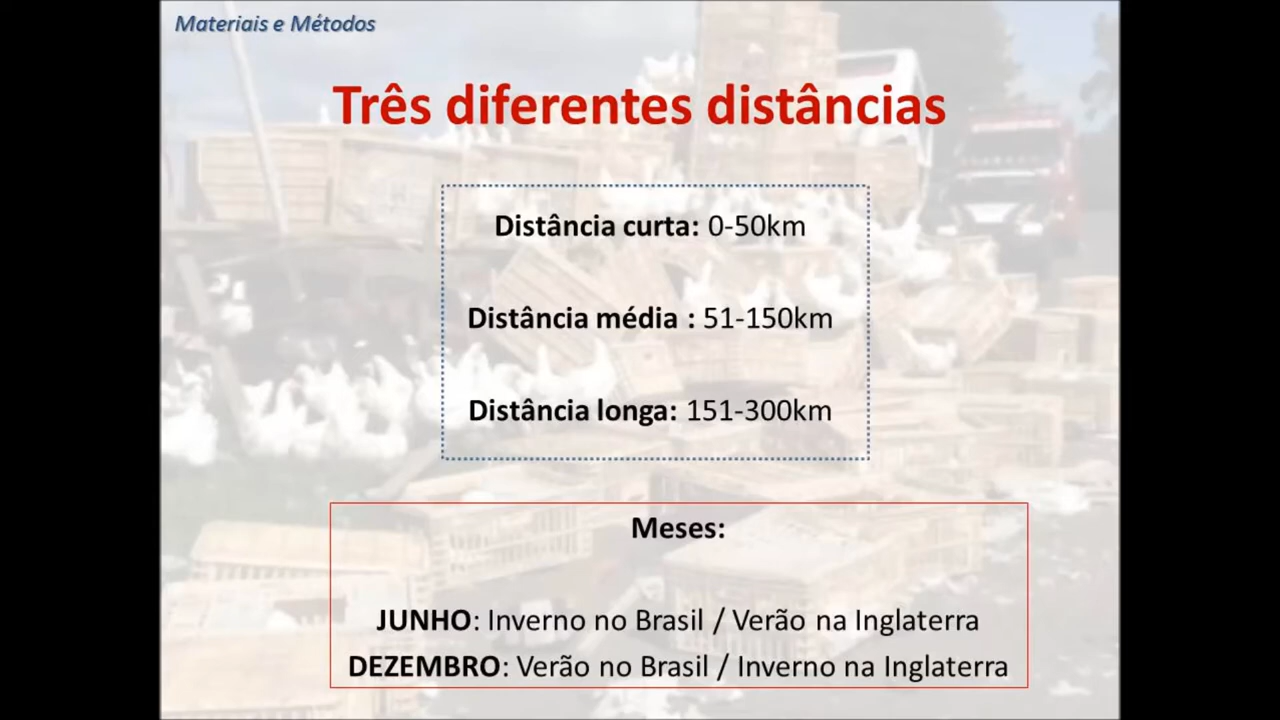 Materiais e Métodos
Três diferentes distâncias
Distância curta: 0-50km
Distância média : 51-150km
Distância longa: 151-300km
Meses:
JUNHO: Inverno no Brasil / Verão na Inglaterra
DEZEMBRO: Verão no Brasil / Inverno na Inglaterra